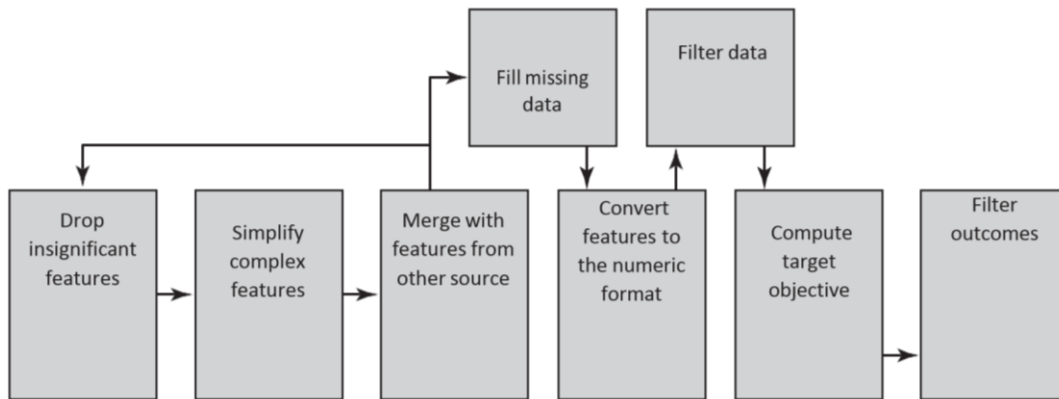 Fill missing
data
Filter data
Drop
insignificant
features
Simplify
complex
features
Merge with
features from
other source
Convert
features to
the numeric
format
Compute
target
objective
Filter
outcomes